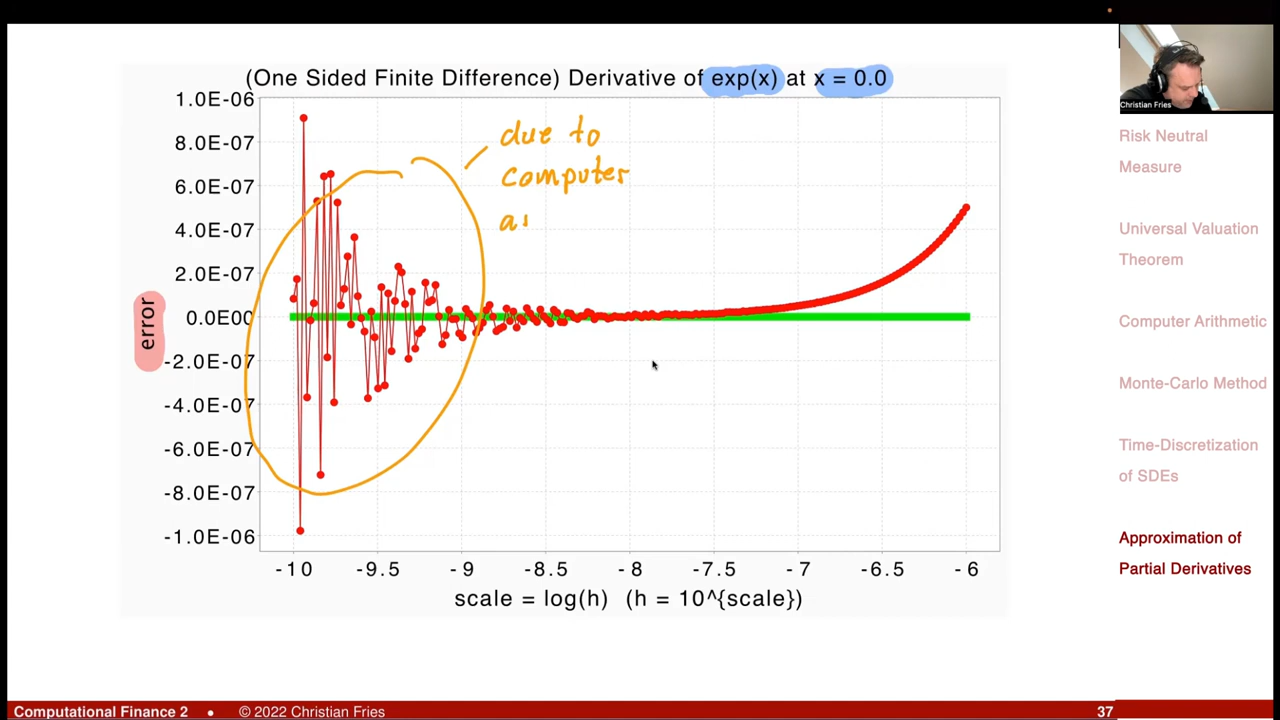 (One Sided Finite Difference) Derivative of exp(x) at x = 0.0
Christian Fries
1.0E-06
8.0E-07
6.0E-07
4.0E-07
2.0E-07
0.0E00
-2.0E-07
-4.0E-07
-6.0E-07
-8.0E-07
-1.0E-06
error
due to
computer
-10 -9.5 -9 -8.5 -8 -7.5 -7 -6.5 -6
scale = log(h) (h = 10^{scale})
Risk Neutral
Measure
Universal Valuation
Theorem
Computer Arithmetic
Monte-Carlo Method
Time-Discretization
of SDEs
Approximation of
Partial Derivatives
Computational Finance 2 • © 2022 Christian Fries 37